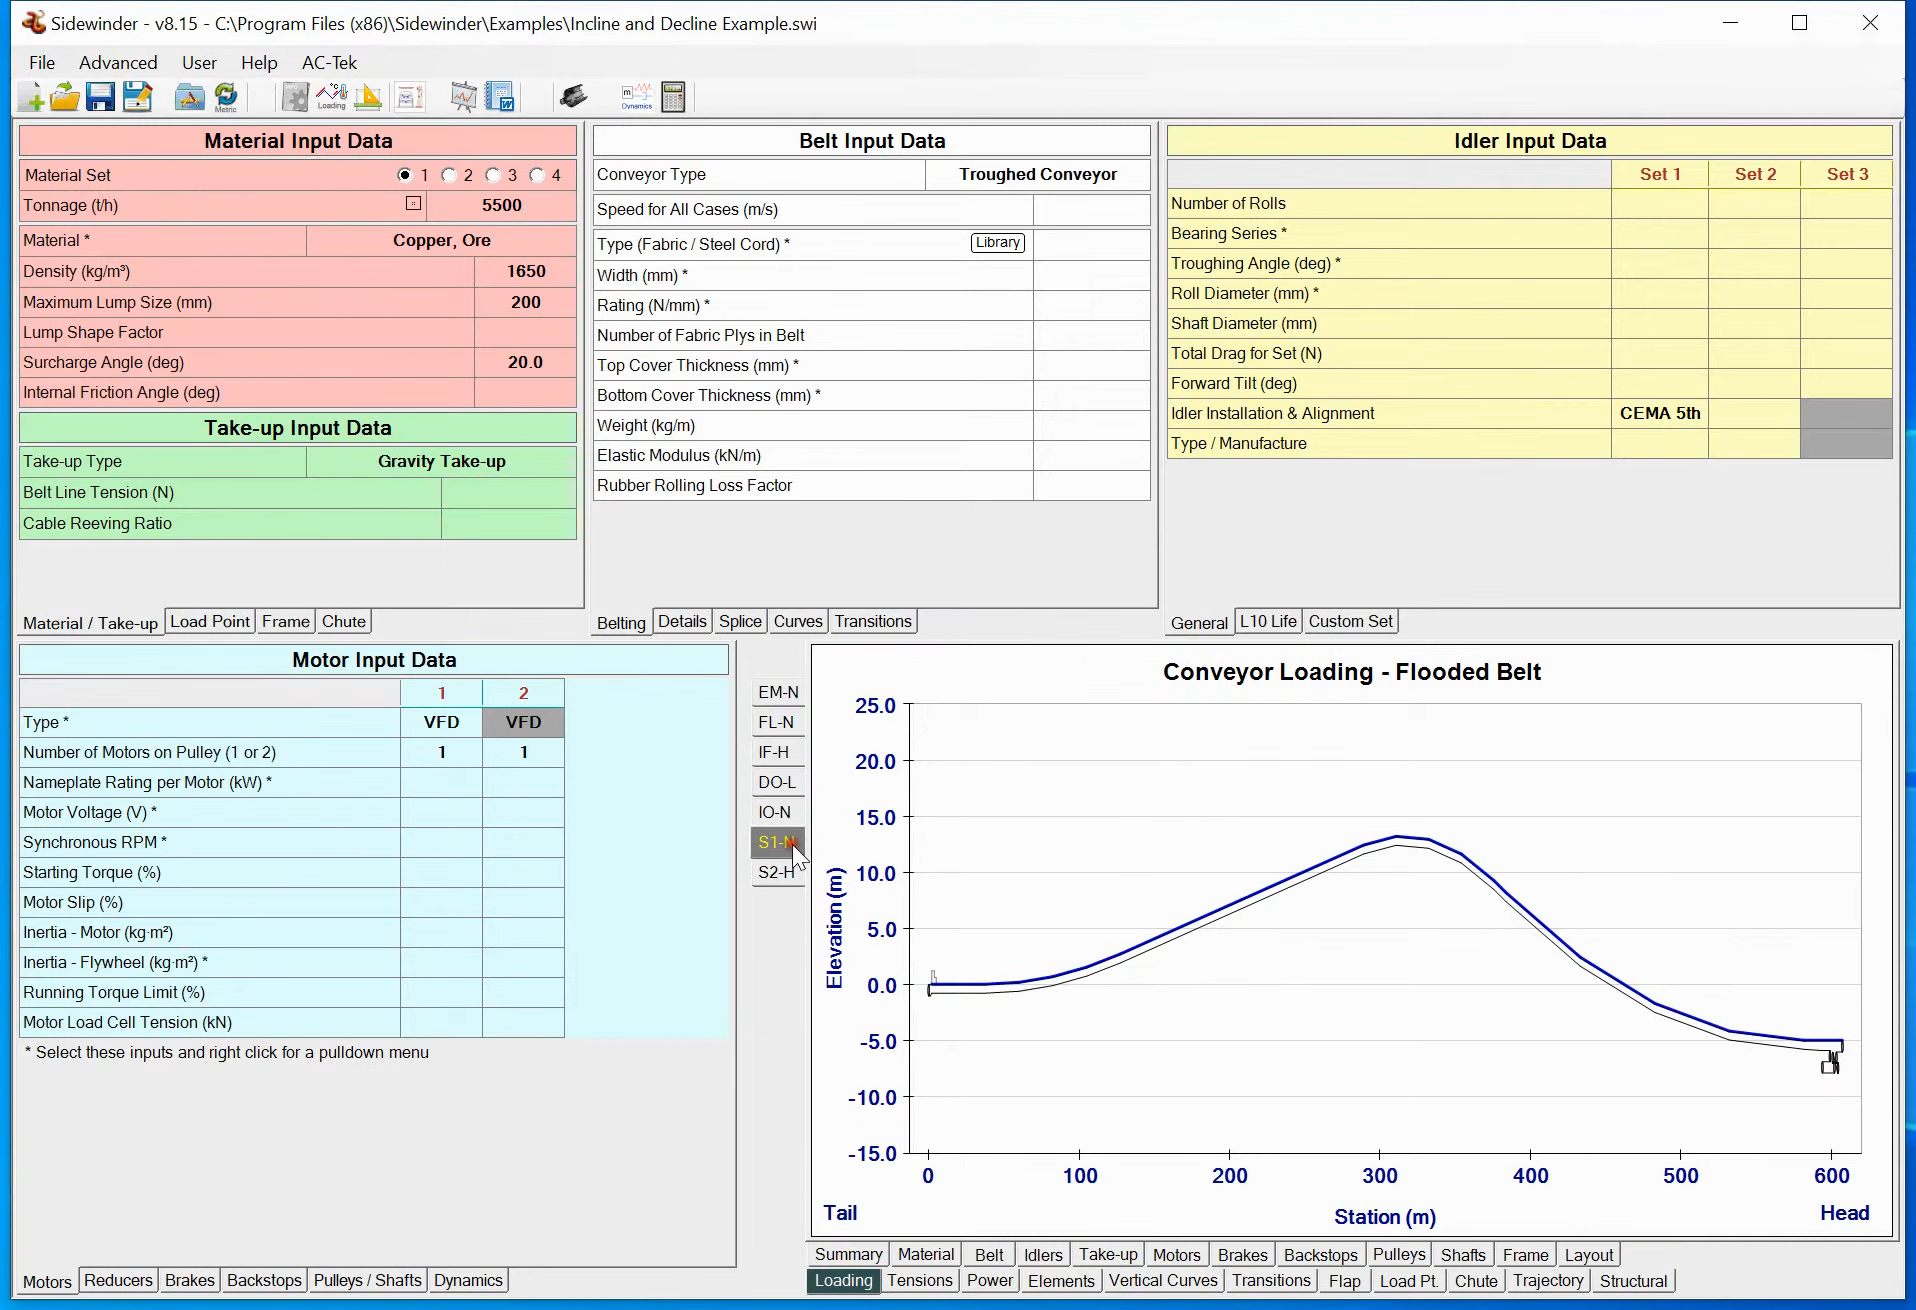 Sidewinder - v8.15 - C:\Program Files (x86)\Sidewinder\Examples\Incline and Decline Example.swi
File Advanced User Help AC-Tek
Metric Loading Dynamics
Material Input Data
Material Set 1 2 3 4
Tonnage (t/h) 5500
Material * Copper, Ore
Density (kg/m³) 1650
Maximum Lump Size (mm) 200
Lump Shape Factor
Surcharge Angle (deg) 20.0
Internal Friction Angle (deg)
Take-up Input Data
Take-up Type Gravity Take-up
Belt Line Tension (N)
Cable Reeving Ratio
Material / Take-up Load Point Frame Chute
Belt Input Data
Conveyor Type Troughed Conveyor
Speed for All Cases (m/s)
Type (Fabric / Steel Cord) * Library
Width (mm) *
Rating (N/mm) *
Number of Fabric Plys in Belt
Top Cover Thickness (mm) *
Bottom Cover Thickness (mm) *
Weight (kg/m)
Elastic Modulus (kN/m)
Rubber Rolling Loss Factor
Belting Details Splice Curves Transitions
Idler Input Data
Set 1 Set 2 Set 3
Number of Rolls
Bearing Series *
Troughing Angle (deg) *
Roll Diameter (mm) *
Shaft Diameter (mm)
Total Drag for Set (N)
Forward Tilt (deg)
Idler Installation & Alignment CEMA 5th
Type / Manufacture
General L10 Life Custom Set
Motor Input Data
1 2
Type * VFD VFD
Number of Motors on Pulley (1 or 2) 1 1
Nameplate Rating per Motor (kW) *
Motor Voltage (V) *
Synchronous RPM *
Starting Torque (%)
Motor Slip (%)
Inertia - Motor (kg·m²)
Inertia - Flywheel (kg·m²) *
Running Torque Limit (%)
Motor Load Cell Tension (kN)
* Select these inputs and right click for a pulldown menu
Motors Reducers Brakes Backstops Pulleys / Shafts Dynamics
EM-N
FL-N
IF-H
DO-L
IO-N
S1-N
S2-H
Conveyor Loading - Flooded Belt
25.0
20.0
15.0
10.0
5.0
0.0
-5.0
-10.0
-15.0
Elevation (m)
0 100 200 300 400 500 600
Tail Station (m) Head
Summary Material Belt Idlers Take-up Motors Brakes Backstops Pulleys Shafts Frame Layout
Loading Tensions Power Elements Vertical Curves Transitions Flap Load Pt. Chute Trajectory Structural